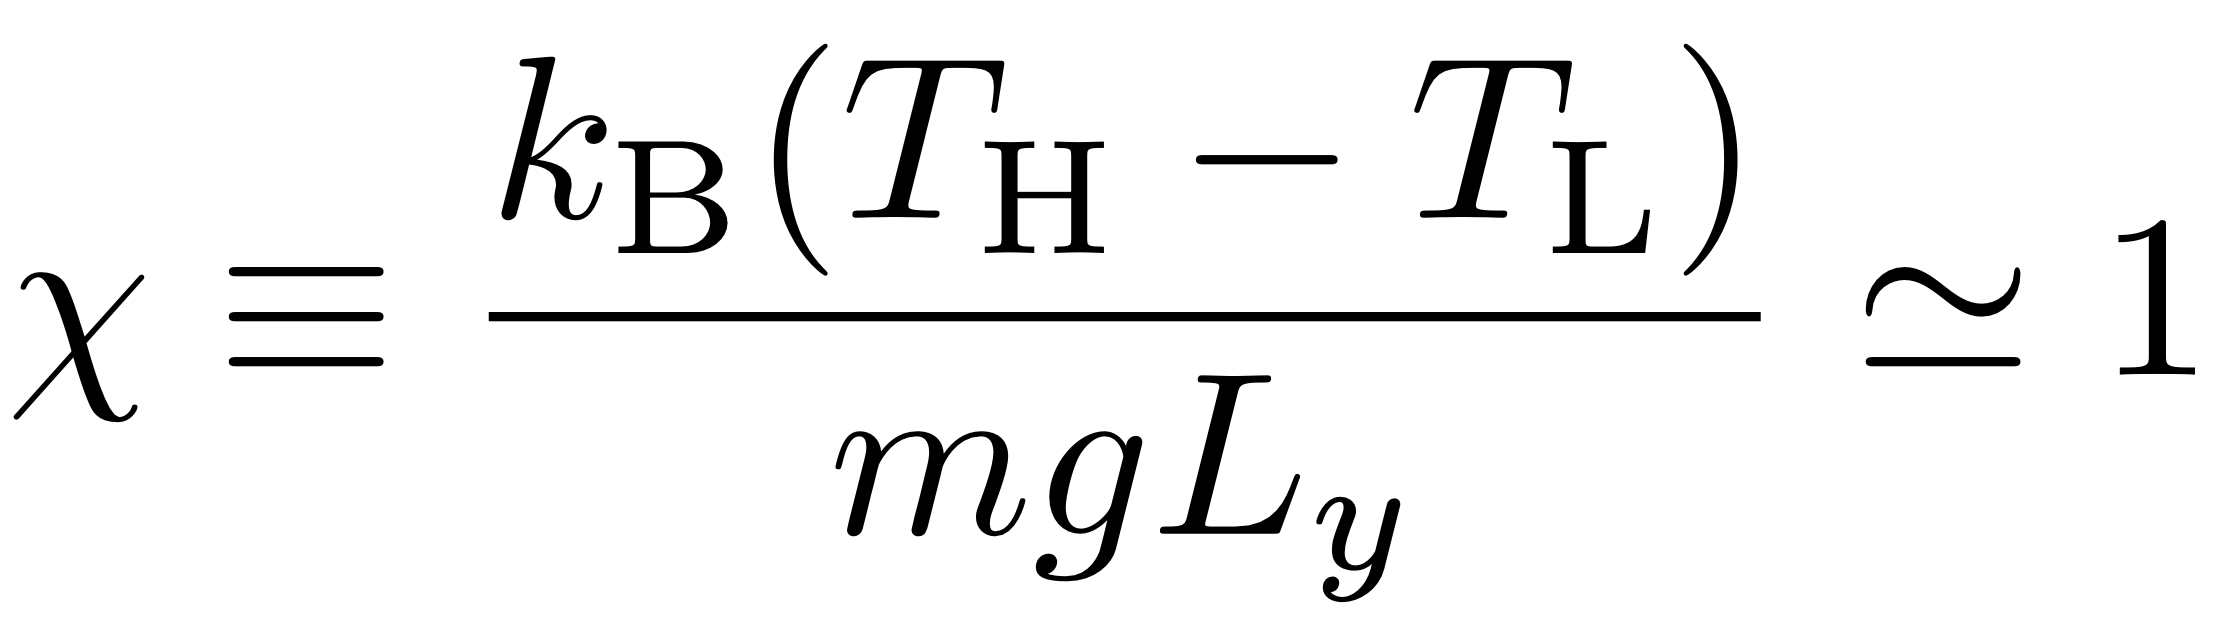 χ ≡ k_B(T_H − T_L) / mgL_y ≃ 1